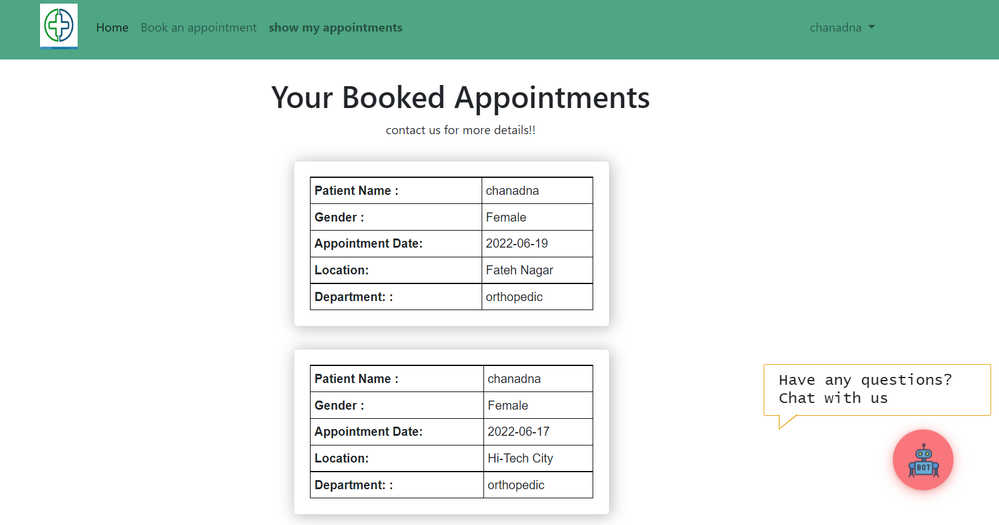 Home Book an appointment show my appointments chanadna
Your Booked Appointments
contact us for more details!!
Patient Name : chanadna
Gender : Female
Appointment Date: 2022-06-19
Location: Fateh Nagar
Department: : orthopedic
Patient Name : chanadna
Gender : Female
Appointment Date: 2022-06-17
Location: Hi-Tech City
Department: : orthopedic
Have any questions?
Chat with us
BOT